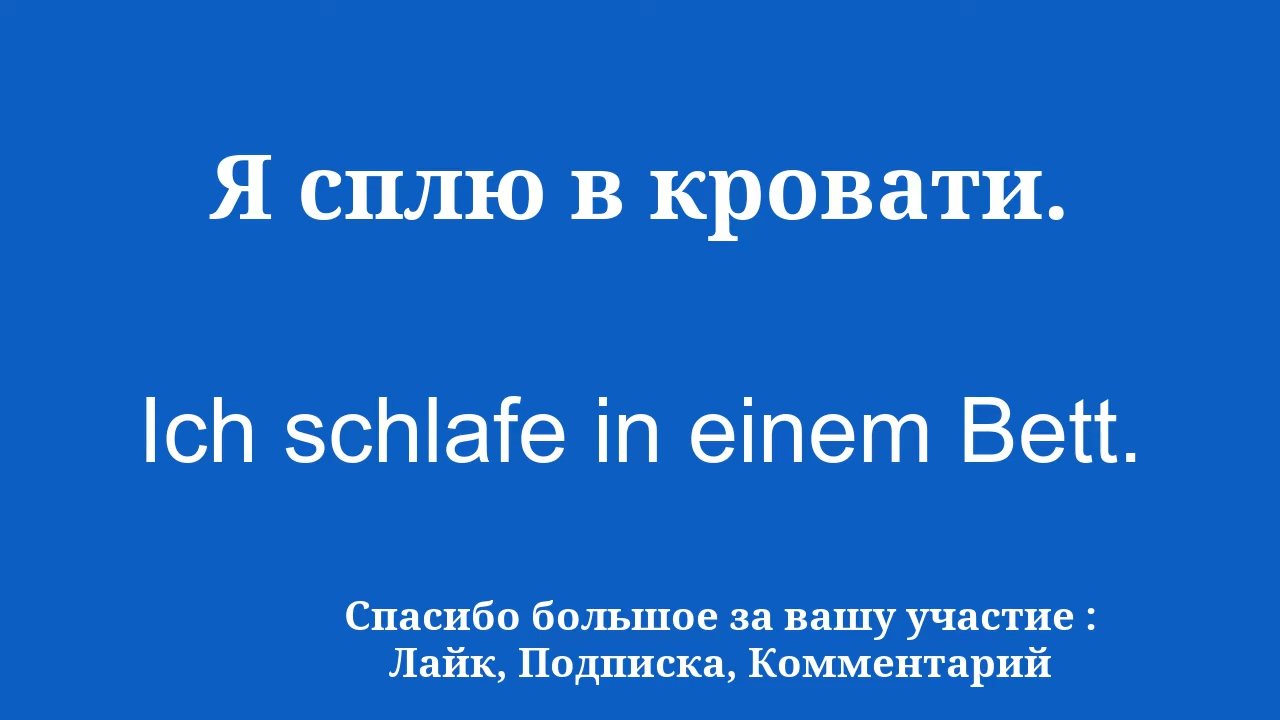 Я сплю в кровати.
Ich schlafe in einem Bett.
Спасибо большое за вашу участие :
Лайк, Подписка, Комментарий